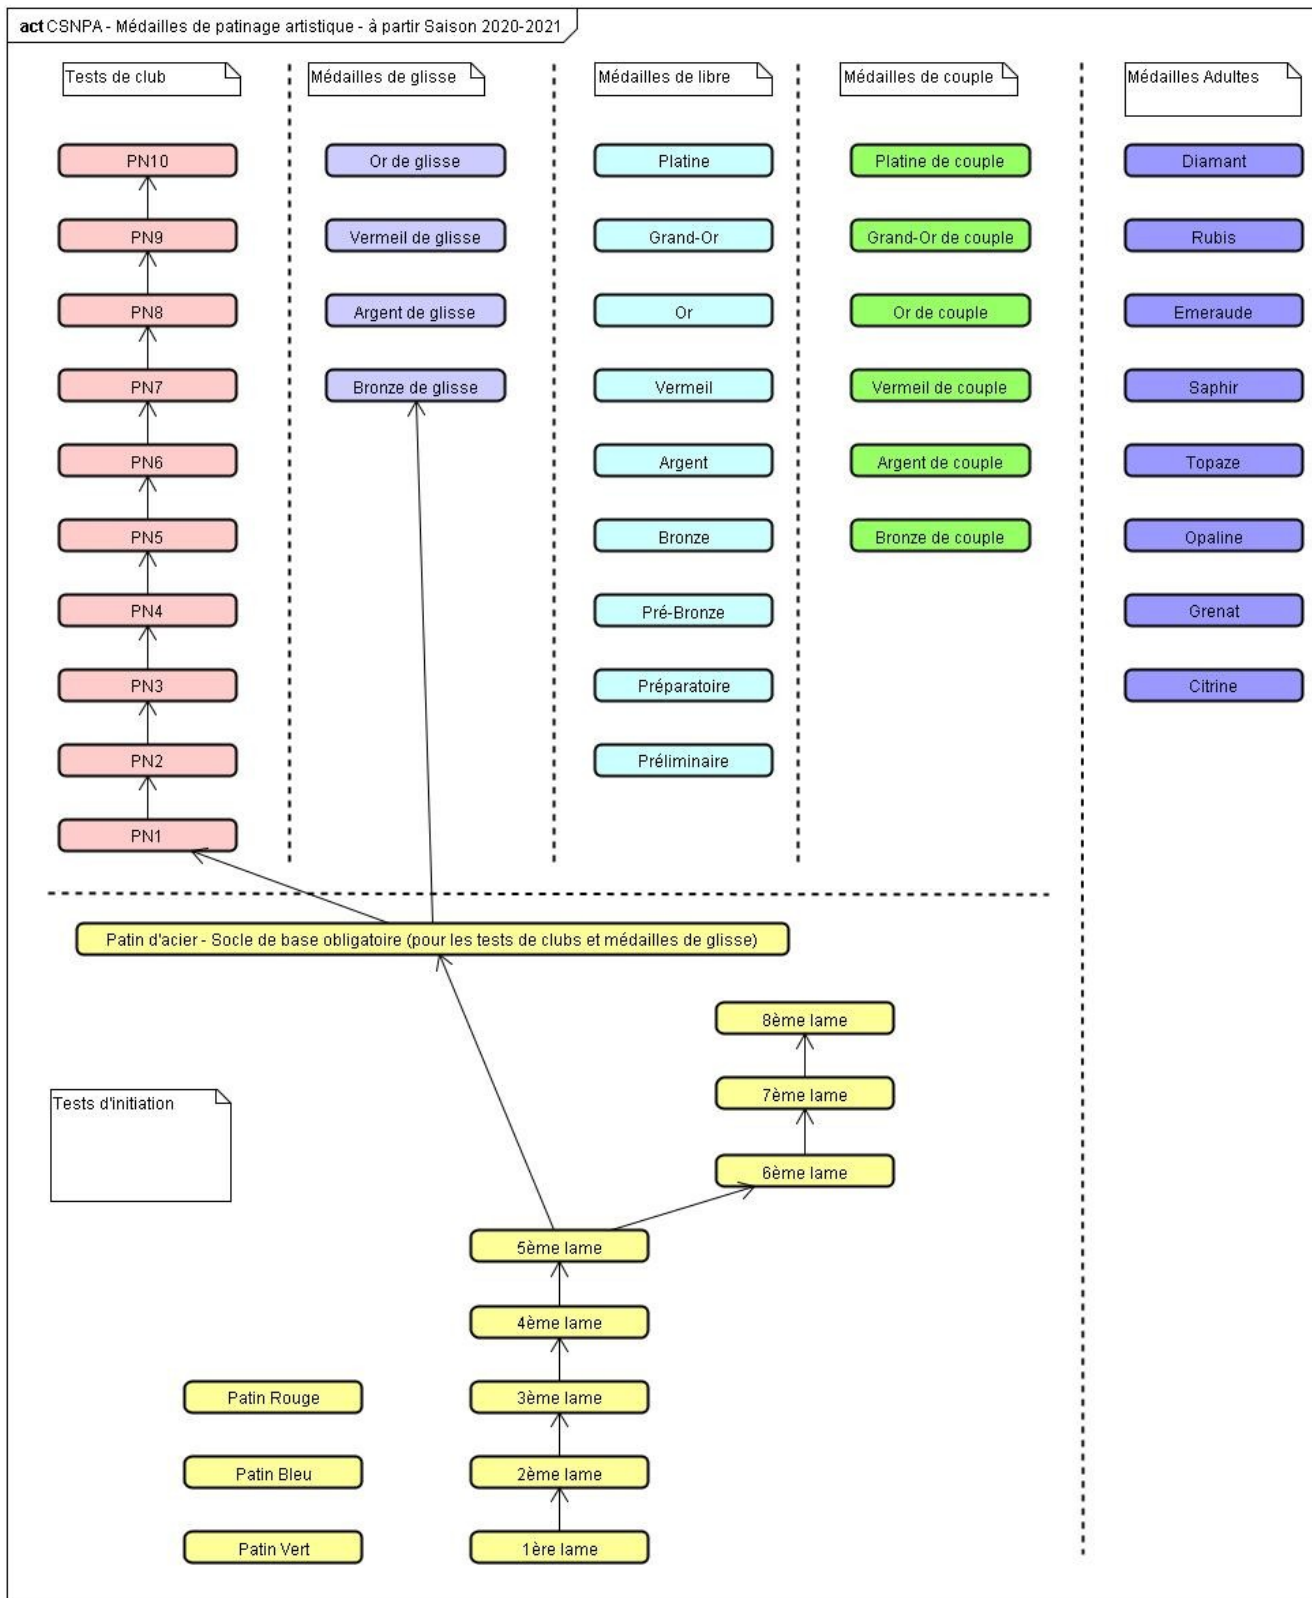 act CSNPA - Médailles de patinage artistique - à partir Saison 2020-2021
Tests de club
Médailles de glisse
Médailles de libre
Médailles de couple
Médailles Adultes
PN10
Or de glisse
Platine
Platine de couple
Diamant
PN9
Vermeil de glisse
Grand-Or
Grand-Or de couple
Rubis
PN8
Argent de glisse
Or
Or de couple
Emeraude
PN7
Bronze de glisse
Vermeil
Vermeil de couple
Saphir
PN6
Argent
Argent de couple
Topaze
PN5
Bronze
Bronze de couple
Opaline
PN4
Pré-Bronze
Grenat
PN3
Préparatoire
Citrine
PN2
Préliminaire
PN1
Patin d'acier - Socle de base obligatoire (pour les tests de clubs et médailles de glisse)
8ème lame
Tests d'initiation
7ème lame
6ème lame
5ème lame
4ème lame
Patin Rouge
3ème lame
Patin Bleu
2ème lame
Patin Vert
1ère lame